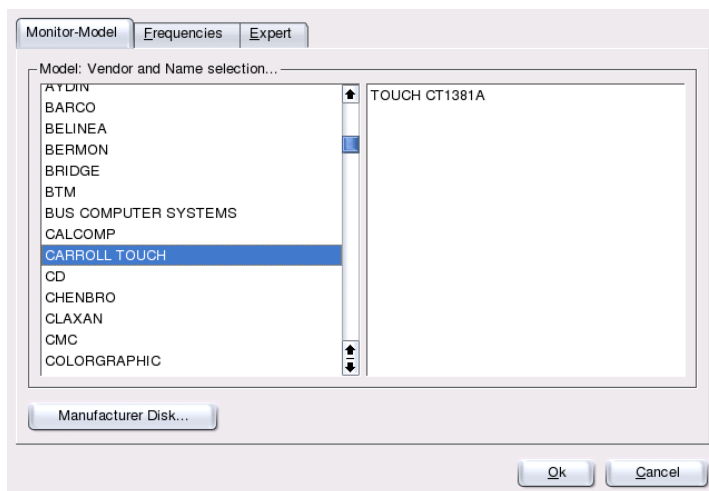 Monitor-Model Frequencies Expert
Model: Vendor and Name selection...
AYDIN
BARCO
BELINEA
BERMON
BRIDGE
BTM
BUS COMPUTER SYSTEMS
CALCOMP
CARROLL TOUCH
CD
CHENBRO
CLAXAN
CMC
COLORGRAPHIC
TOUCH CT1381A
Manufacturer Disk...
Ok Cancel